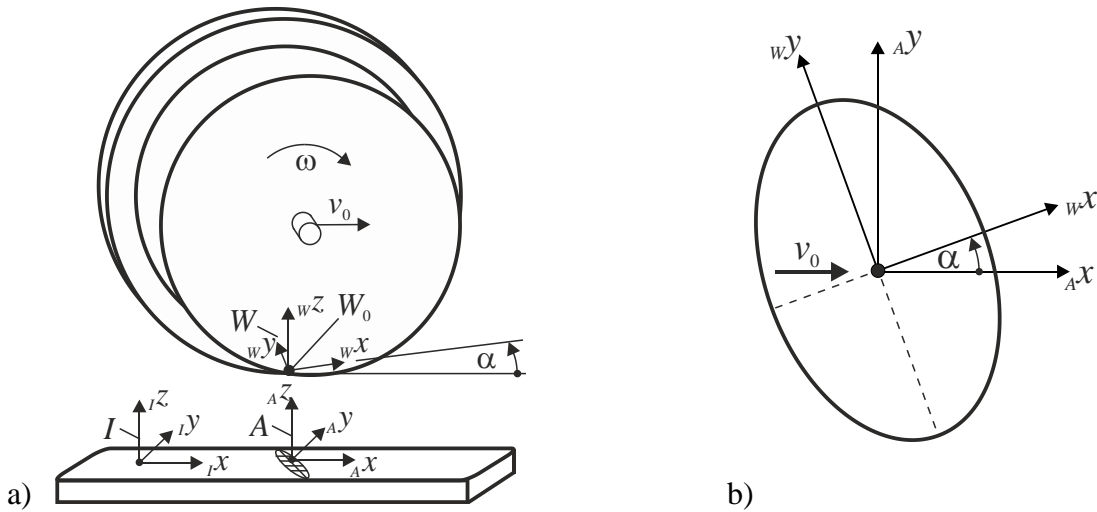 ω
v₀
Wz W₀
W
Wy Wx
α
Iz Az
I Iy A Ay
Ix Ax
a)
Wy Ay
Wx
v₀ α
Ax
b)